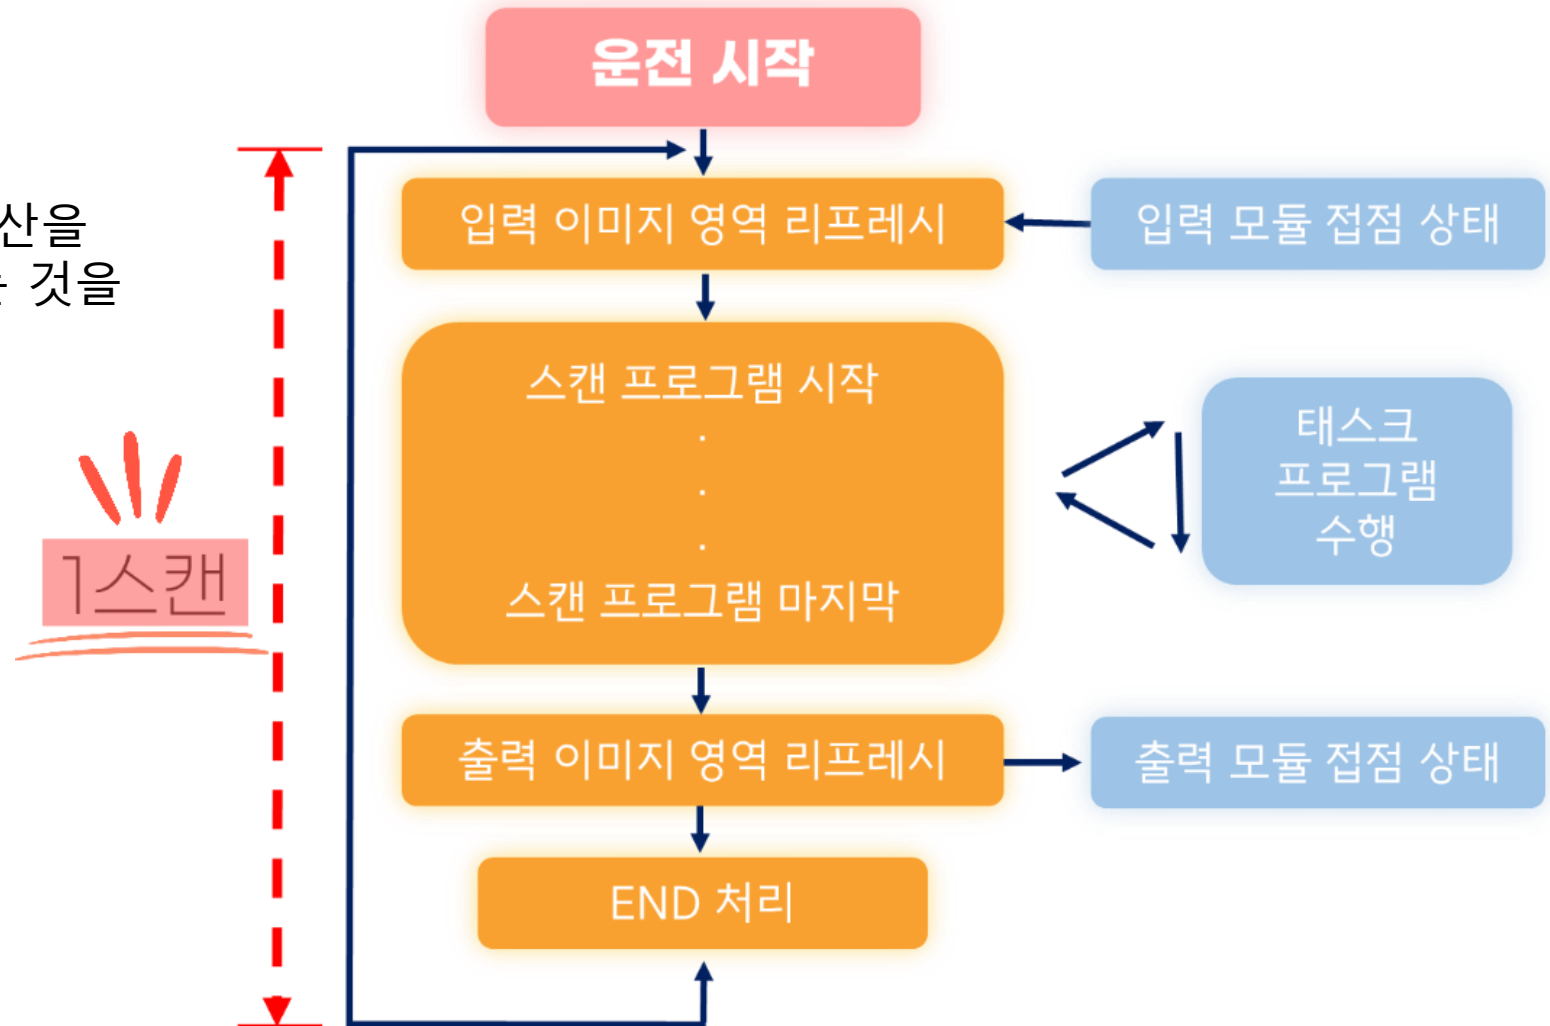 운전 시작
산을
것을
입력 이미지 영역 리프레시
입력 모듈 접점 상태
스캔 프로그램 시작
.
.
.
스캔 프로그램 마지막
태스크
프로그램
수행
1스캔
출력 이미지 영역 리프레시
출력 모듈 접점 상태
END 처리